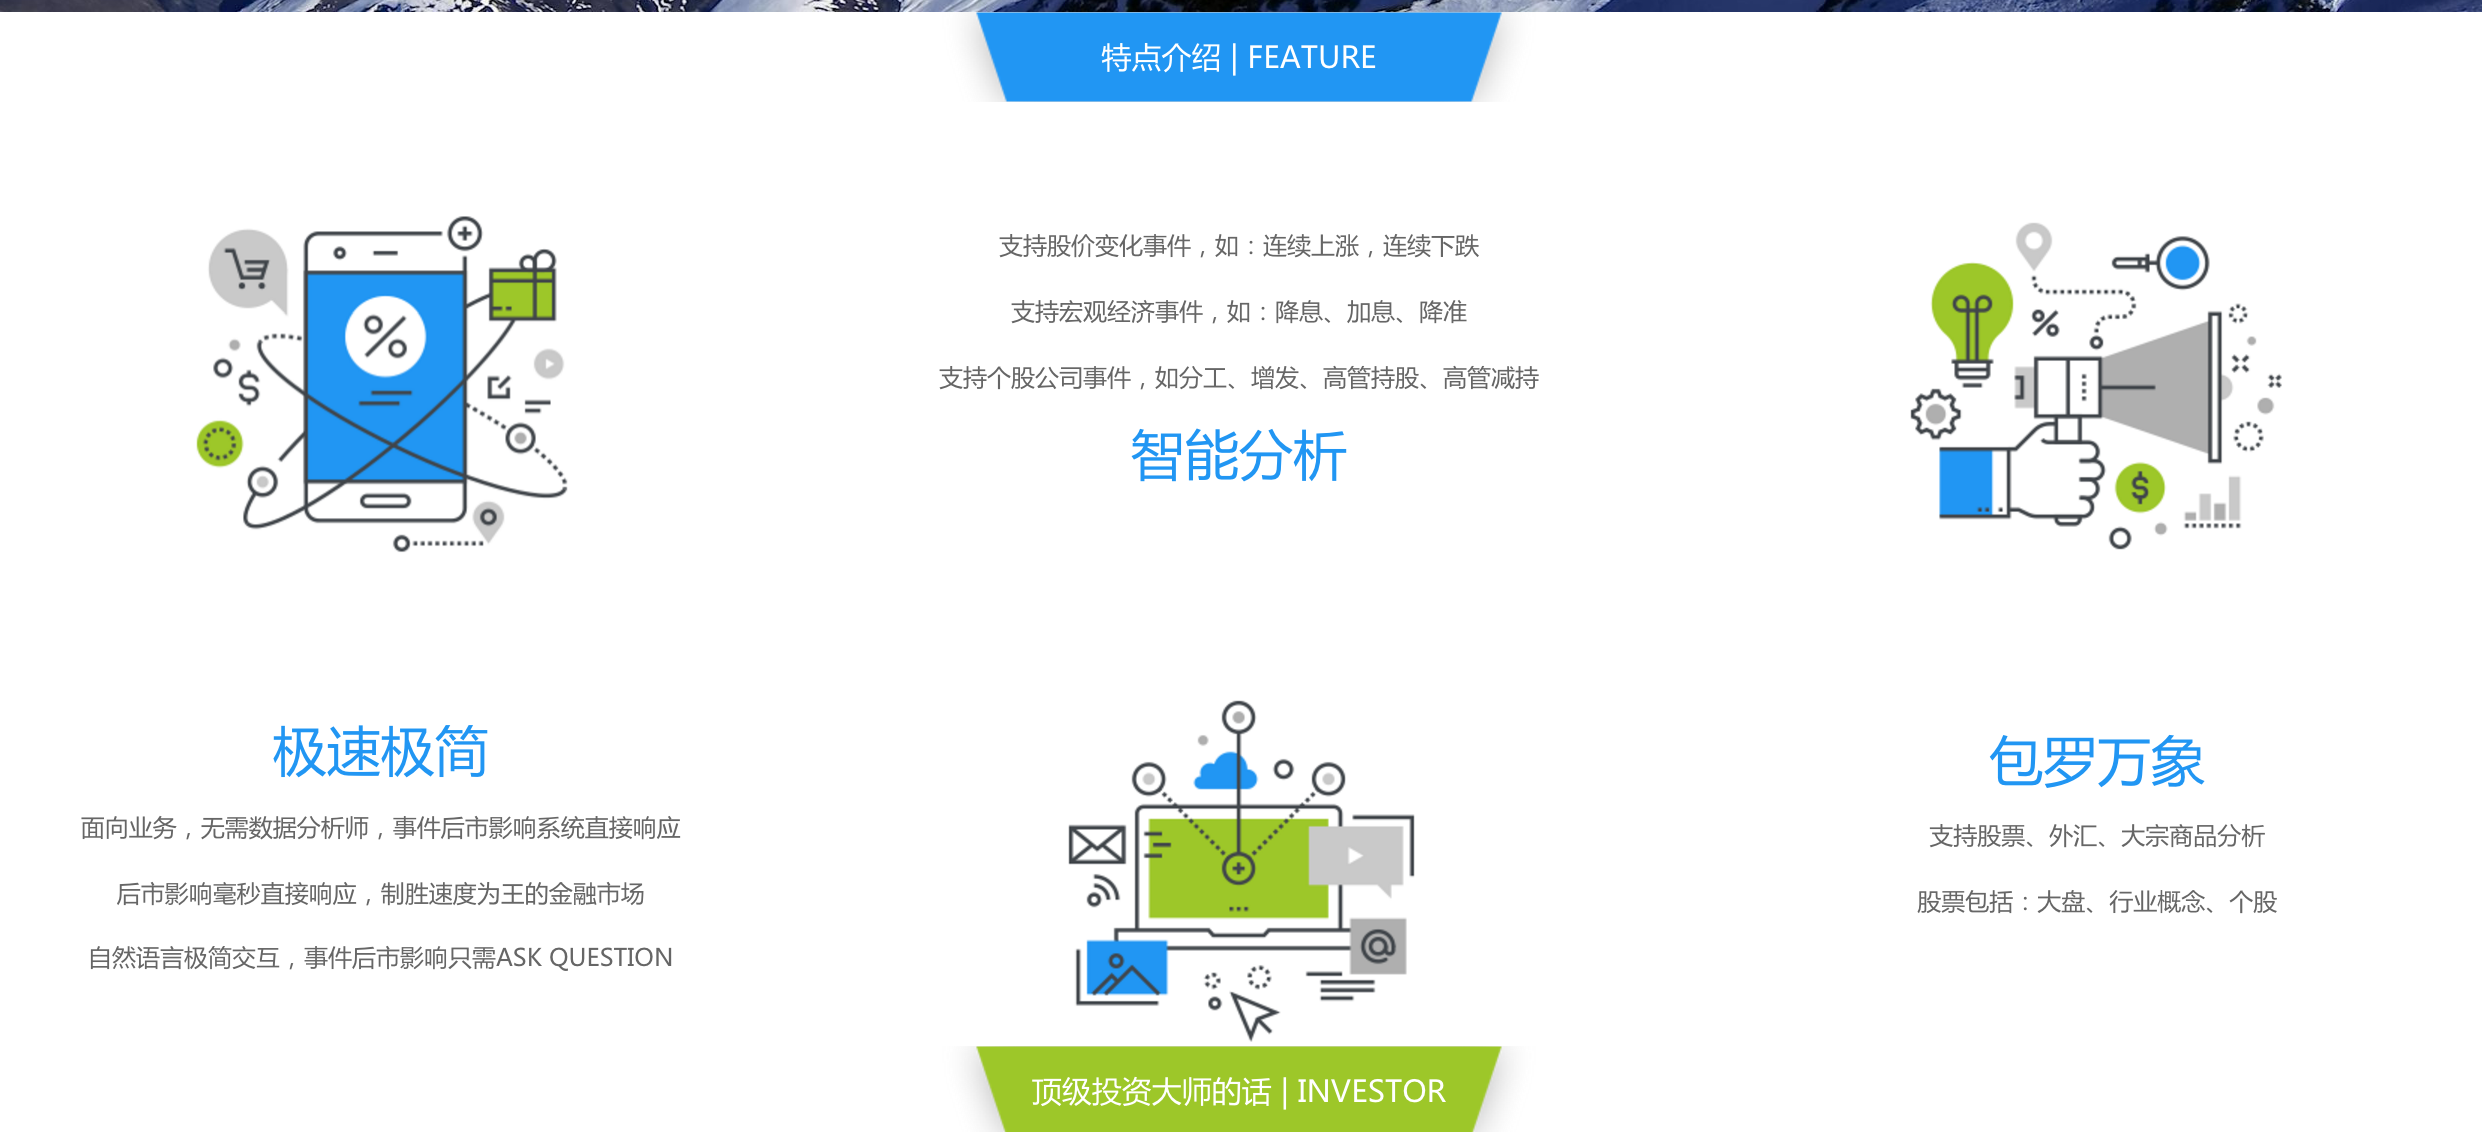 特点介绍 | FEATURE
极速极简
面向业务，无需数据分析师，事件后市影响系统直接响应
后市影响毫秒直接响应，制胜速度为王的金融市场
自然语言极简交互，事件后市影响只需ASK QUESTION
支持股价变化事件，如：连续上涨，连续下跌
支持宏观经济事件，如：降息、加息、降准
支持个股公司事件，如分工、增发、高管持股、高管减持
智能分析
包罗万象
支持股票、外汇、大宗商品分析
股票包括：大盘、行业概念、个股
顶级投资大师的话 | INVESTOR